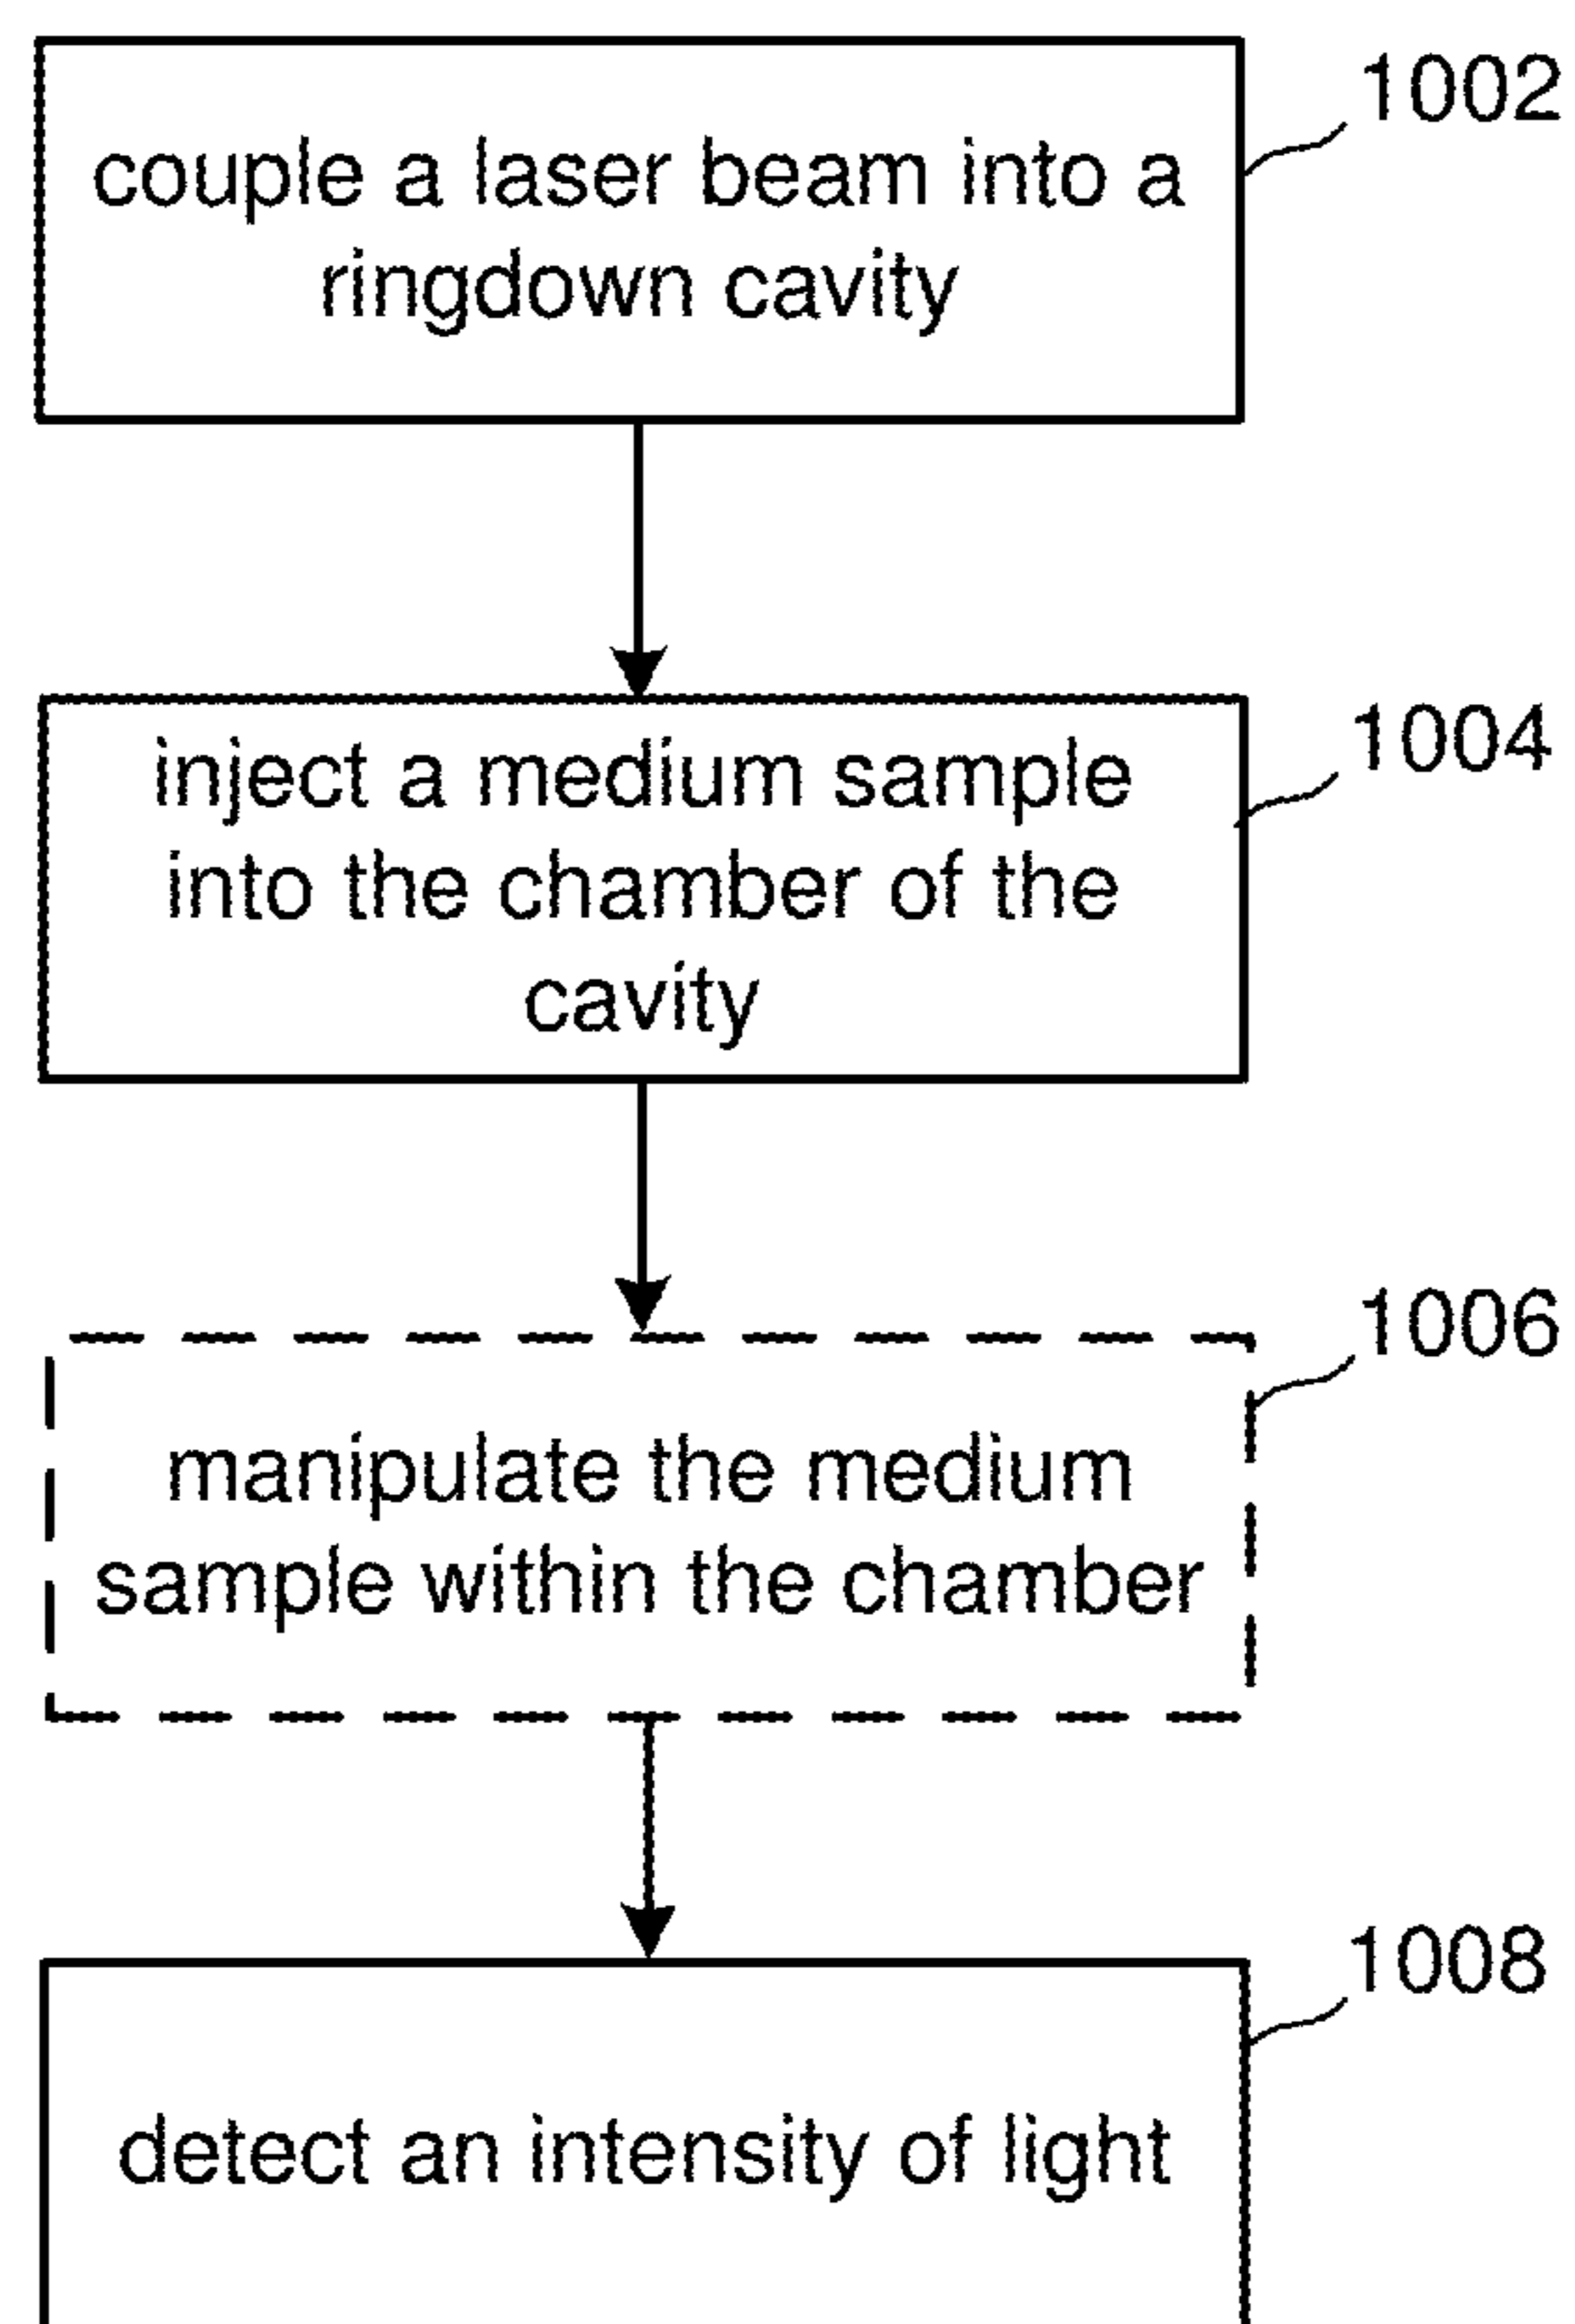 1002
couple a laser beam into a
ringdown cavity
1004
inject a medium sample
into the chamber of the
cavity
1006
manipulate the medium
sample within the chamber
1008
detect an intensity of light